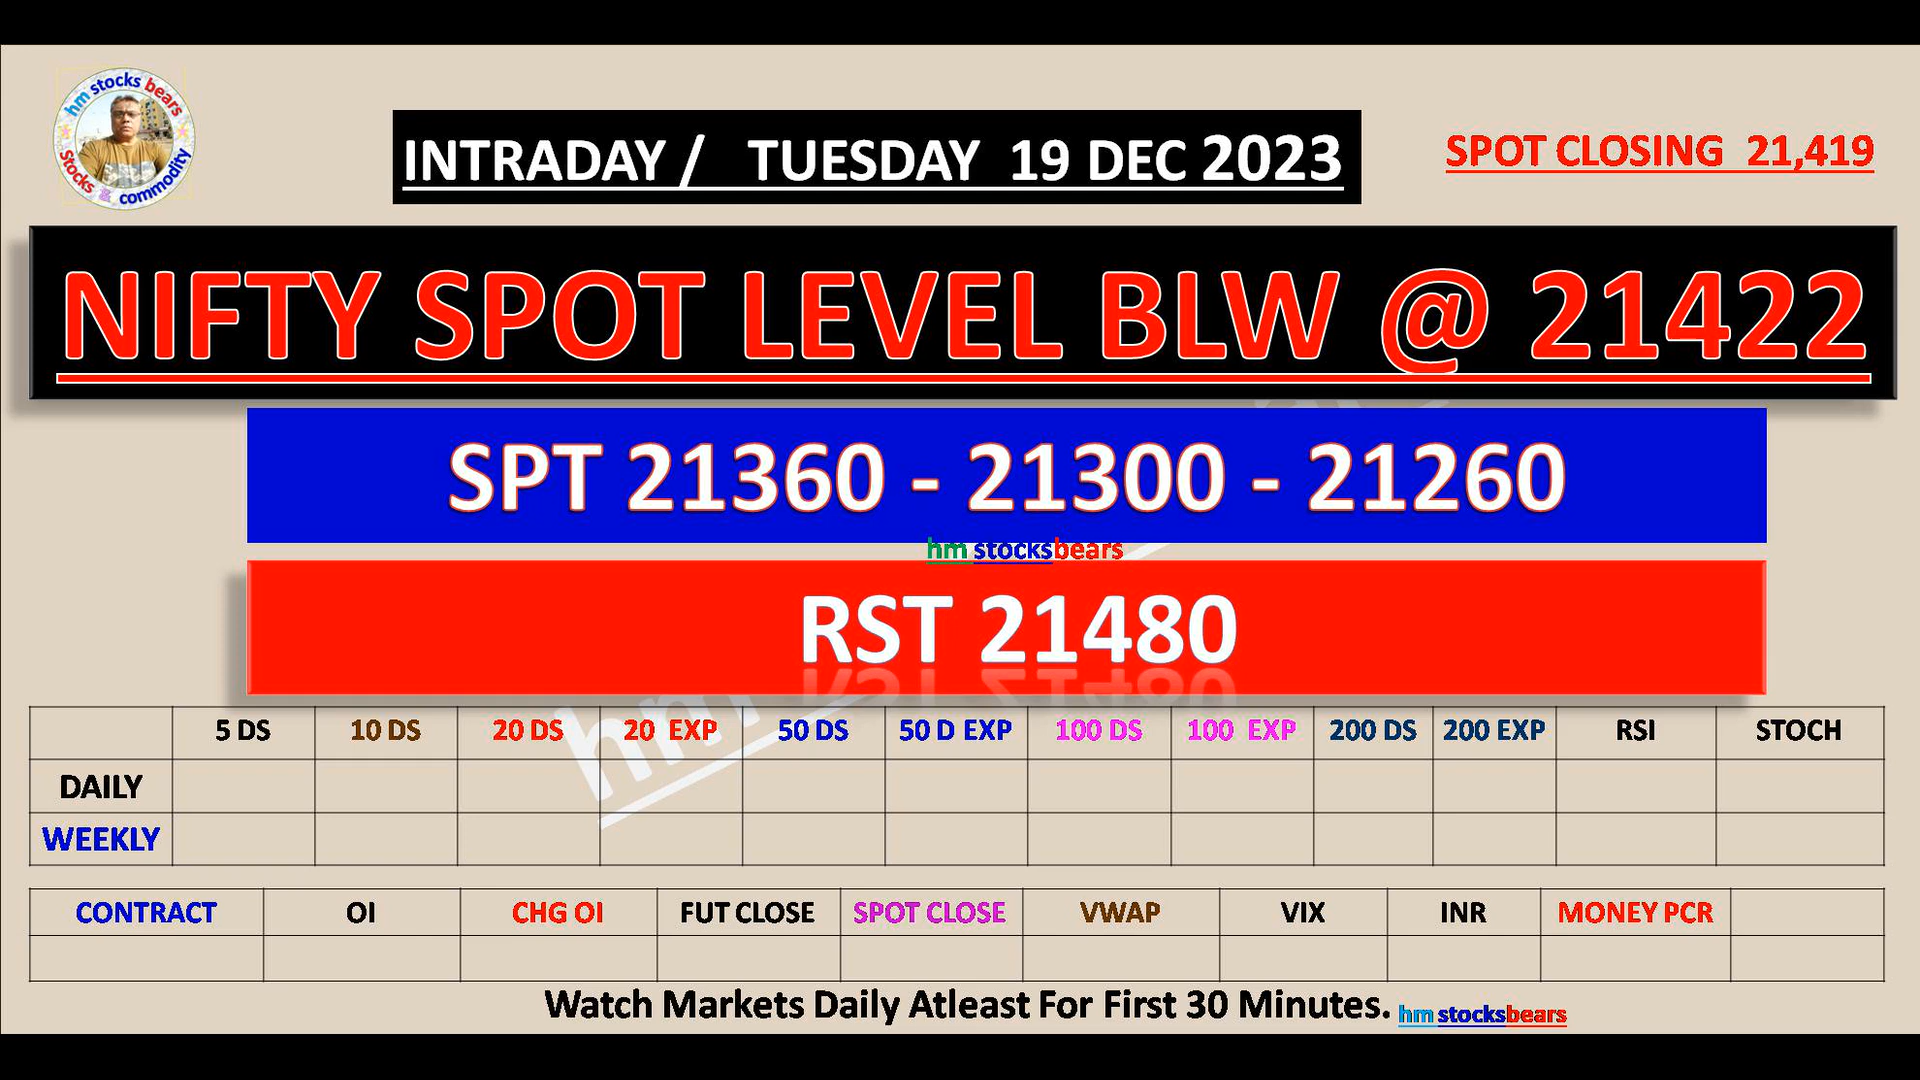 hm stocks bears
Stocks & commodity
INTRADAY / TUESDAY 19 DEC 2023
SPOT CLOSING 21,419
NIFTY SPOT LEVEL BLW @ 21422
SPT 21360 - 21300 - 21260
hm stocksbears
RST 21480
5 DS 10 DS 20 DS 20 EXP 50 DS 50 D EXP 100 DS 100 EXP 200 DS 200 EXP RSI STOCH
DAILY
WEEKLY
CONTRACT OI CHG OI FUT CLOSE SPOT CLOSE VWAP VIX INR MONEY PCR
Watch Markets Daily Atleast For First 30 Minutes. hm stocksbears